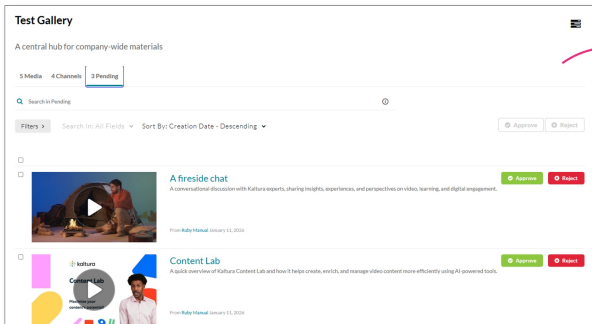 Test Gallery
A central hub for company-wide materials
5 Media 4 Channels 3 Pending
Search in Pending
Filters > Search In: All Fields Sort By: Creation Date - Descending
Approve Reject
A fireside chat
Approve Reject
A conversational discussion with Kaltura experts, sharing insights, experiences, and perspectives on video, learning, and digital engagement.
From Ruby Manual January 11, 2026
kaltura
Content Lab
Maximize your
content's potential
Content Lab
Approve Reject
A quick overview of Kaltura Content Lab and how it helps create, enrich, and manage video content more efficiently using AI-powered tools.
From Ruby Manual January 11, 2026